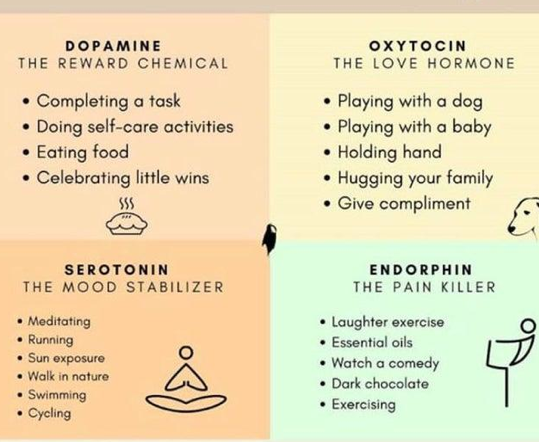 DOPAMINE
THE REWARD CHEMICAL
• Completing a task
• Doing self-care activities
• Eating food
• Celebrating little wins
OXYTOCIN
THE LOVE HORMONE
• Playing with a dog
• Playing with a baby
• Holding hand
• Hugging your family
• Give compliment
SEROTONIN
THE MOOD STABILIZER
• Meditating
• Running
• Sun exposure
• Walk in nature
• Swimming
• Cycling
ENDORPHIN
THE PAIN KILLER
• Laughter exercise
• Essential oils
• Watch a comedy
• Dark chocolate
• Exercising